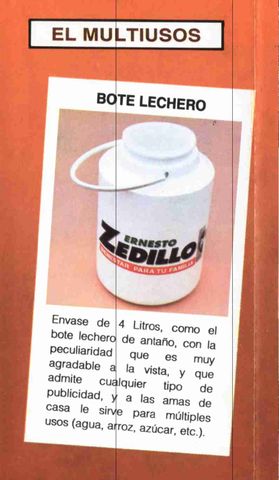 EL MULTIUSOS
BOTE LECHERO
ERNESTO
ZEDILLO
BIENESTAR PARA TU FAMILIA
Envase de 4 Litros, como el
bote lechero de antaño, con la
peculiaridad que es muy
agradable a la vista, y que
admite cualquier tipo de
publicidad, y a las amas de
casa le sirve para múltiples
usos (agua, arroz, azúcar, etc.).